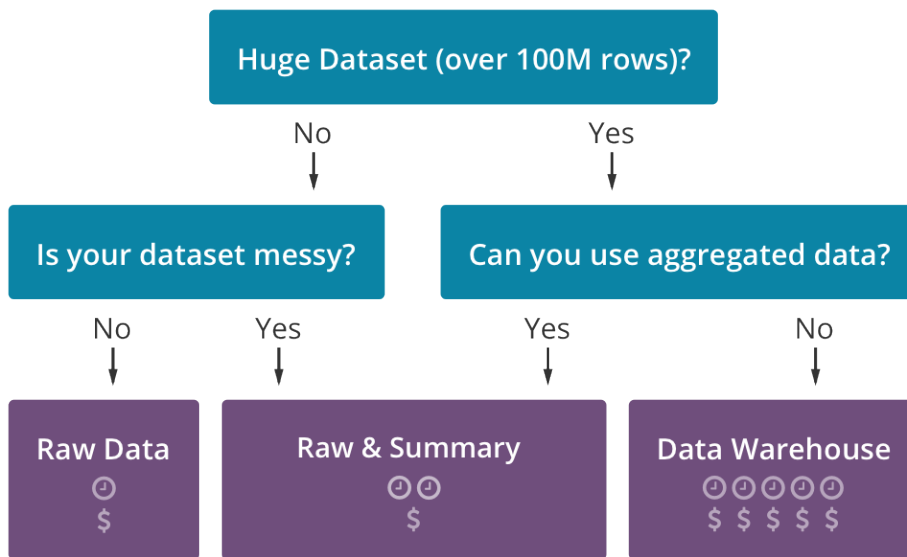 Huge Dataset (over 100M rows)?
No
Yes
Is your dataset messy?
Can you use aggregated data?
No
Yes
Yes
No
Raw Data
$
Raw & Summary
$
Data Warehouse
$ $ $ $ $